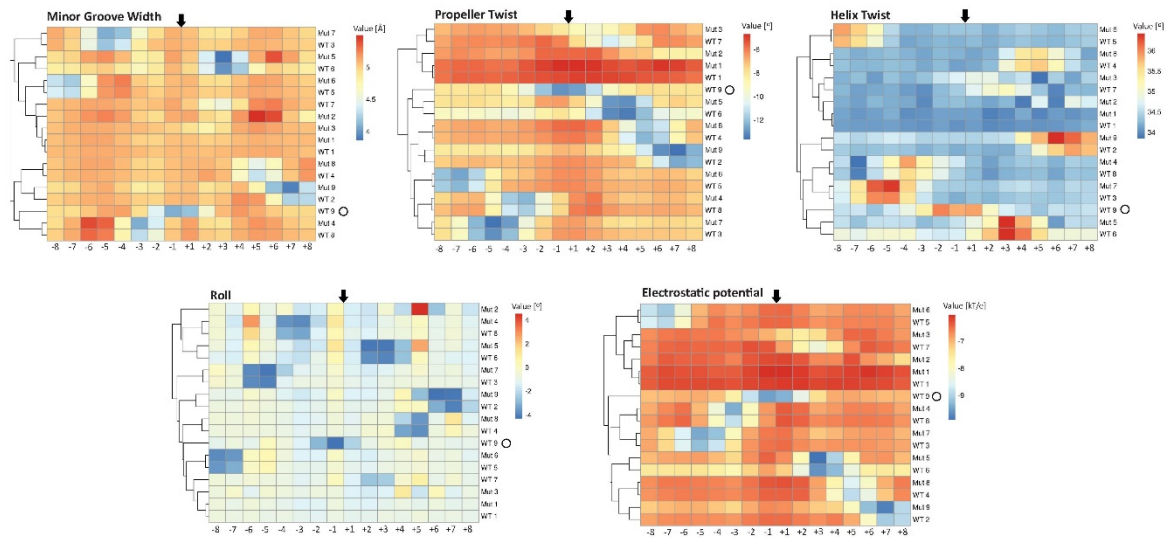 Minor Groove Width
Value [Å]
5.5
5
4.5
4
Mut 7
WT 3
Mut 5
WT 6
Mut 6
WT 5
WT 7
Mut 2
Mut 3
Mut 1
WT 1
Mut 8
WT 4
Mut 9
WT 2
WT 9
Mut 4
WT 8
-8 -7 -6 -5 -4 -3 -2 -1 +1 +2 +3 +4 +5 +6 +7 +8
Propeller Twist
Value [º]
-6
-8
-10
-12
Mut 3
WT 7
Mut 2
Mut 1
WT 1
WT 9
Mut 5
WT 6
Mut 8
WT 4
Mut 9
WT 2
Mut 6
WT 5
Mut 4
WT 8
Mut 7
WT 3
-8 -7 -6 -5 -4 -3 -2 -1 +1 +2 +3 +4 +5 +6 +7 +8
Helix Twist
Value [º]
36.5
36
35.5
35
34.5
Mut 6
WT 5
Mut 8
WT 4
Mut 3
WT 7
Mut 2
Mut 1
WT 1
Mut 9
WT 2
Mut 4
WT 8
Mut 7
WT 3
WT 9
Mut 5
WT 6
-8 -7 -6 -5 -4 -3 -2 -1 +1 +2 +3 +4 +5 +6 +7 +8
Roll
Value [º]
4
2
0
-2
-4
Mut 2
Mut 4
WT 8
Mut 5
WT 6
Mut 7
WT 3
Mut 9
WT 2
Mut 8
WT 4
WT 9
Mut 6
WT 5
WT 7
Mut 3
Mut 1
WT 1
-8 -7 -6 -5 -4 -3 -2 -1 +1 +2 +3 +4 +5 +6 +7 +8
Electrostatic potential
Value [kT/e]
-7
-8
-9
Mut 6
WT 5
Mut 3
WT 7
Mut 2
Mut 1
WT 1
WT 9
Mut 4
WT 8
Mut 7
WT 3
Mut 5
WT 6
Mut 8
WT 4
Mut 9
WT 2
-8 -7 -6 -5 -4 -3 -2 -1 +1 +2 +3 +4 +5 +6 +7 +8